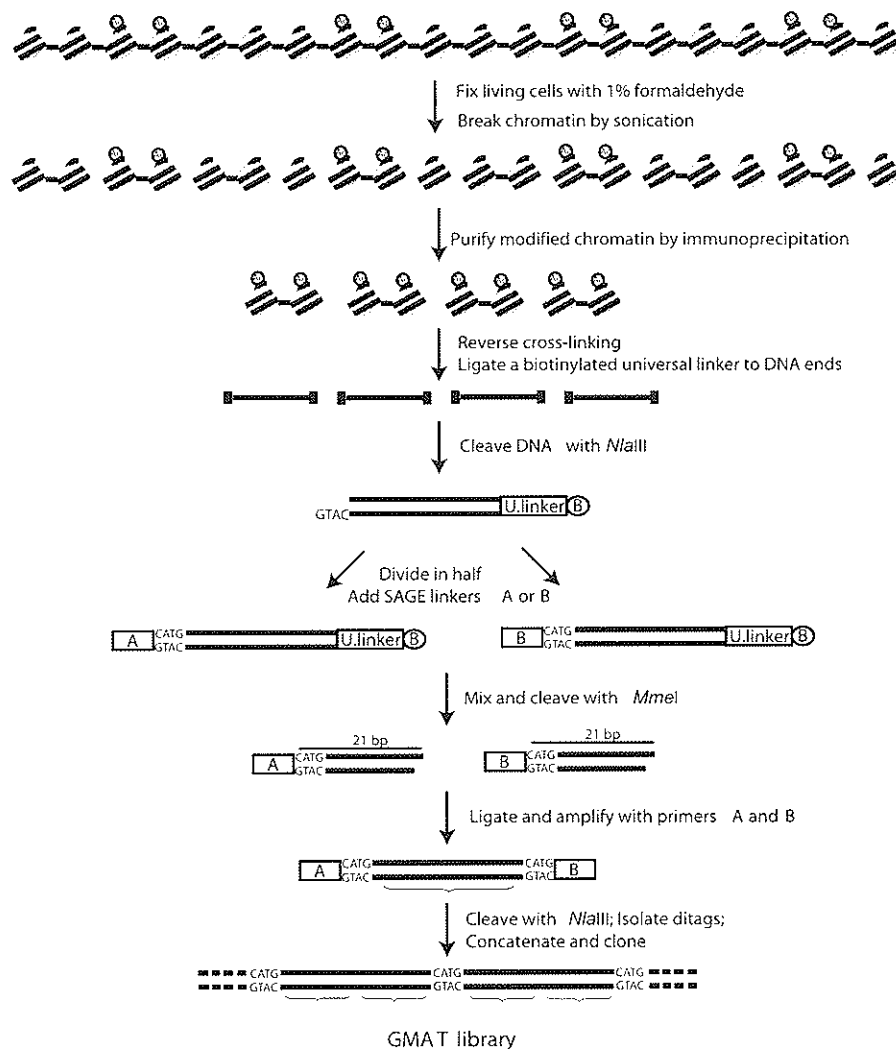 Fix living cells with 1% formaldehyde
Break chromatin by sonication
Purify modified chromatin by immunoprecipitation
Reverse cross-linking
Ligate a biotinylated universal linker to DNA ends
Cleave DNA with NlaIII
GTAC U.linker B
Divide in half
Add SAGE linkers A or B
A CATG GTAC U.linker B
B CATG GTAC U.linker B
Mix and cleave with MmeI
21 bp 21 bp
A CATG GTAC
B CATG GTAC
Ligate and amplify with primers A and B
A CATG CATG B
GTAC GTAC
Cleave with NlaIII; Isolate ditags;
Concatenate and clone
CATG CATG CATG
GTAC GTAC GTAC
GMAT library